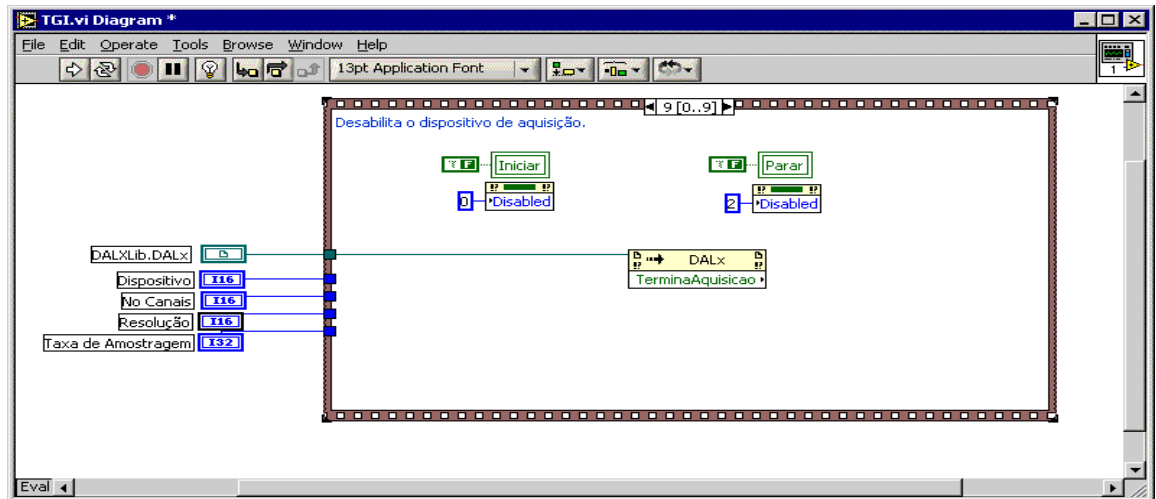 TGI.vi Diagram *
File Edit Operate Tools Browse Window Help
13pt Application Font
1
9 [0..9]
Desabilita o dispositivo de aquisição.
F Iniciar
F Parar
0 Disabled
2 Disabled
DALXLib.DALx
DALx
TerminaAquisicao
Dispositivo I16
No Canais I16
Resolução I16
Taxa de Amostragem I32
Eval